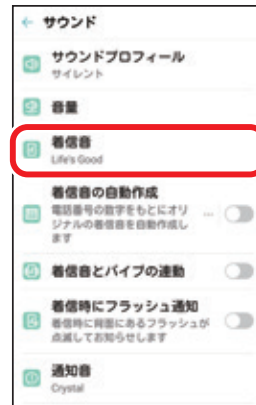 ← サウンド
サウンドプロフィール
サイレント
音量
着信音
Life's Good
着信音の自動作成
電話番号の数字をもとにオリ
ジナルの着信音を自動作成し
ます
...
着信音とバイブの連動
着信時にフラッシュ通知
着信時に背面にあるフラッシュが
点滅してお知らせします
通知音
Crystal